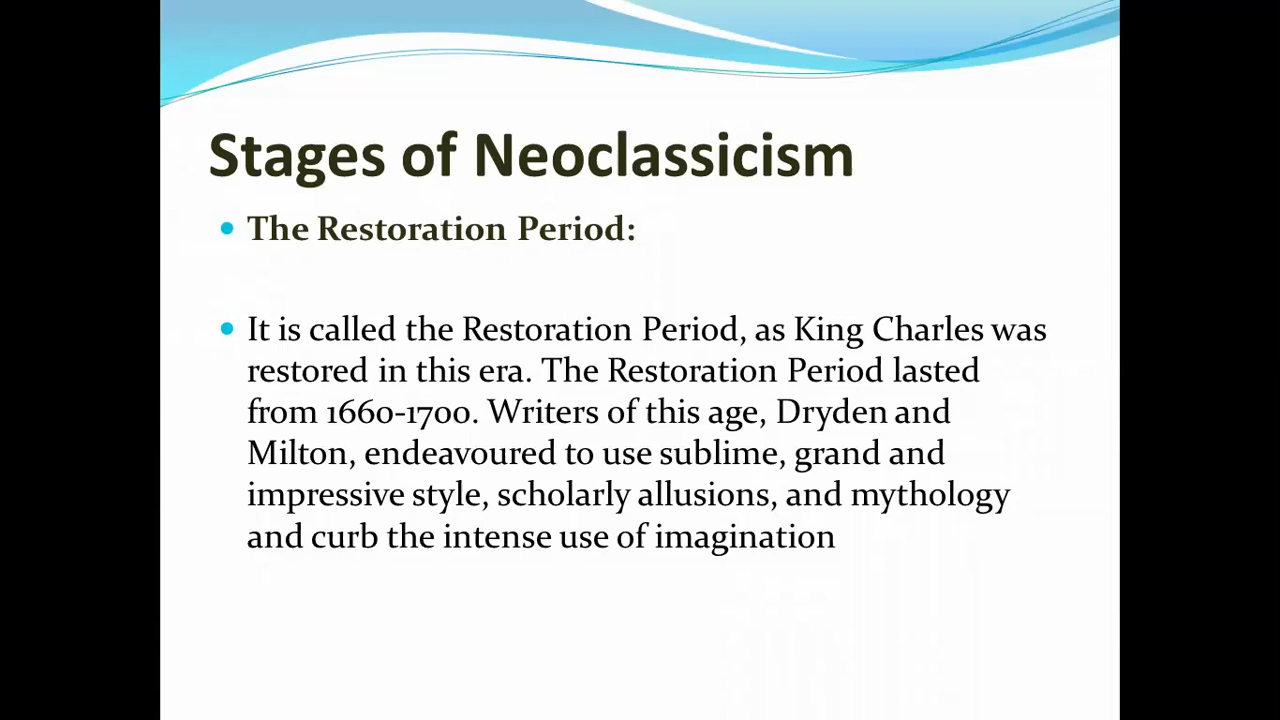 Stages of Neoclassicism
• The Restoration Period:
• It is called the Restoration Period, as King Charles was
restored in this era. The Restoration Period lasted
from 1660-1700. Writers of this age, Dryden and
Milton, endeavoured to use sublime, grand and
impressive style, scholarly allusions, and mythology
and curb the intense use of imagination